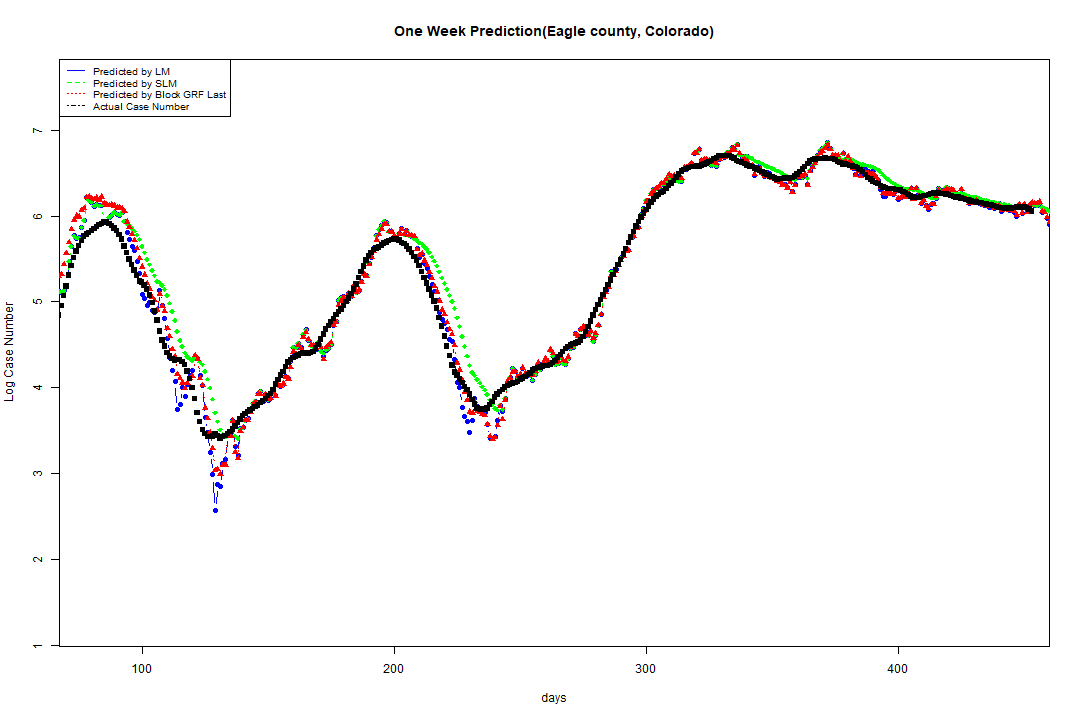 One Week Prediction(Eagle county, Colorado)
Predicted by LM
Predicted by SLM
Predicted by Block GRF Last
Actual Case Number
7
6
5
4
3
2
1
Log Case Number
100 200 300 400
days